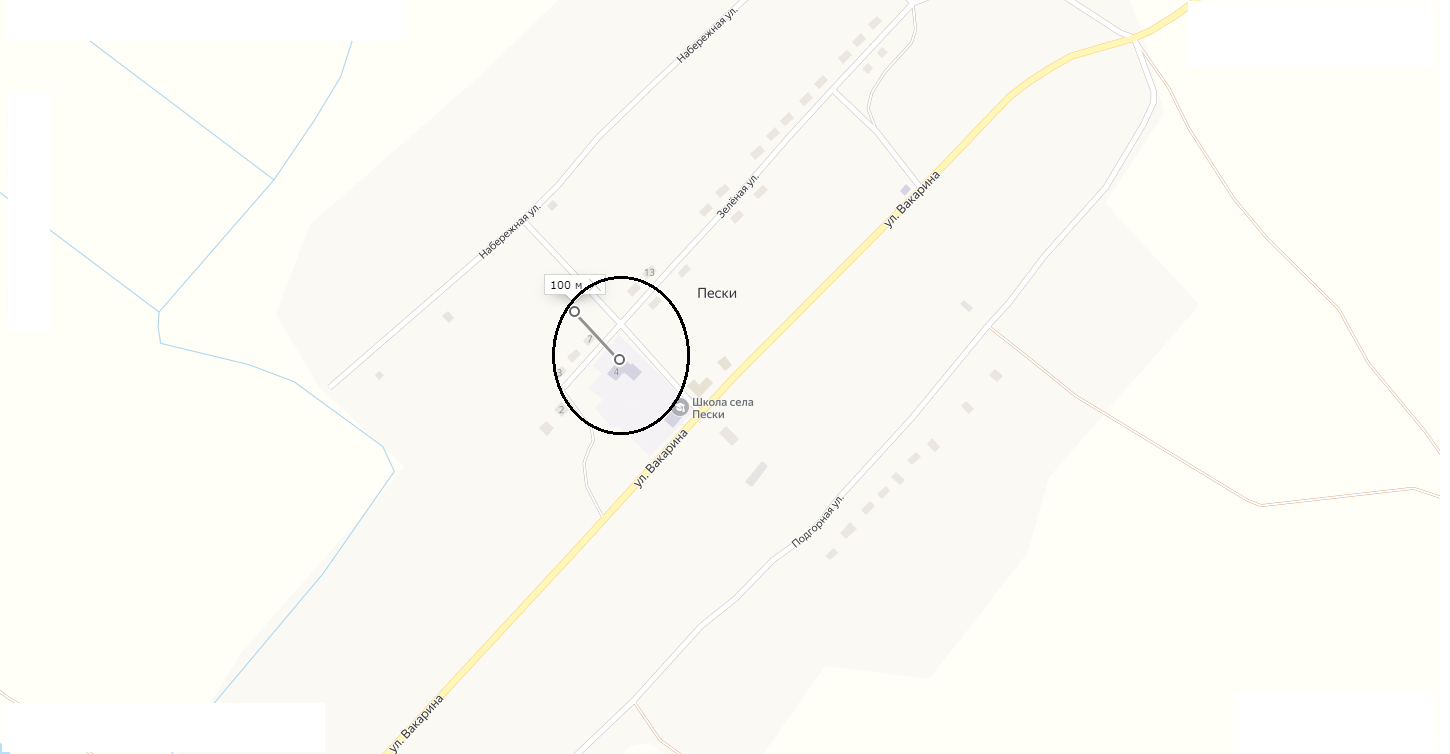 Набережная ул.
Зелёная ул.
ул. Вакарина
Набережная ул.
13
100 м
Пески
7
3
4
2
Школа села
Пески
ул. Вакарина
Подгорная ул.
ул. Вакарина